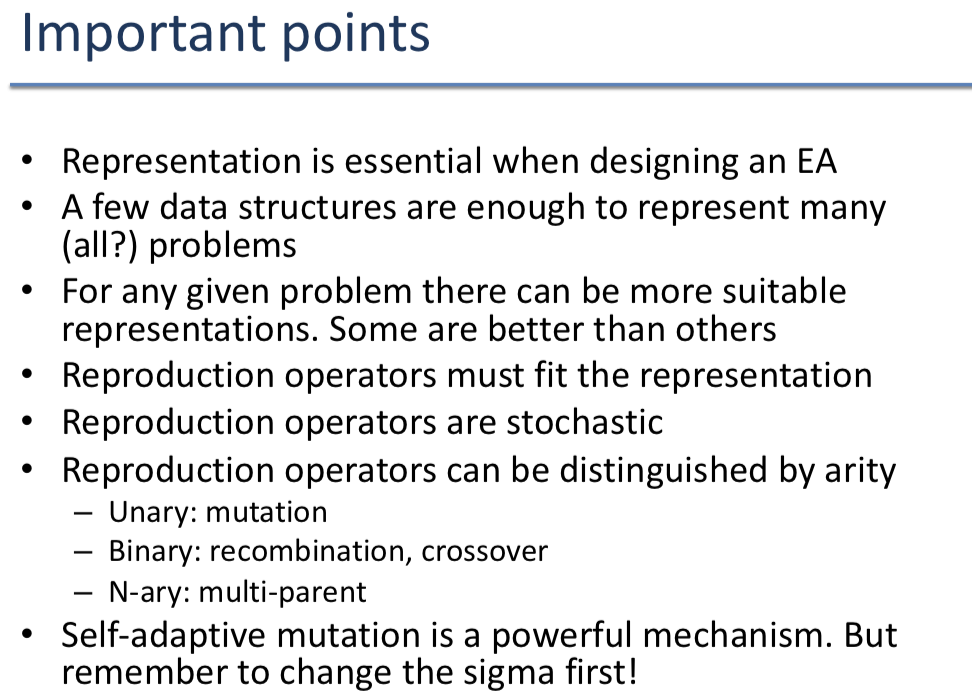 Important points
• Representation is essential when designing an EA
• A few data structures are enough to represent many
(all?) problems
• For any given problem there can be more suitable
representations. Some are better than others
• Reproduction operators must fit the representation
• Reproduction operators are stochastic
• Reproduction operators can be distinguished by arity
– Unary: mutation
– Binary: recombination, crossover
– N-ary: multi-parent
• Self-adaptive mutation is a powerful mechanism. But
remember to change the sigma first!